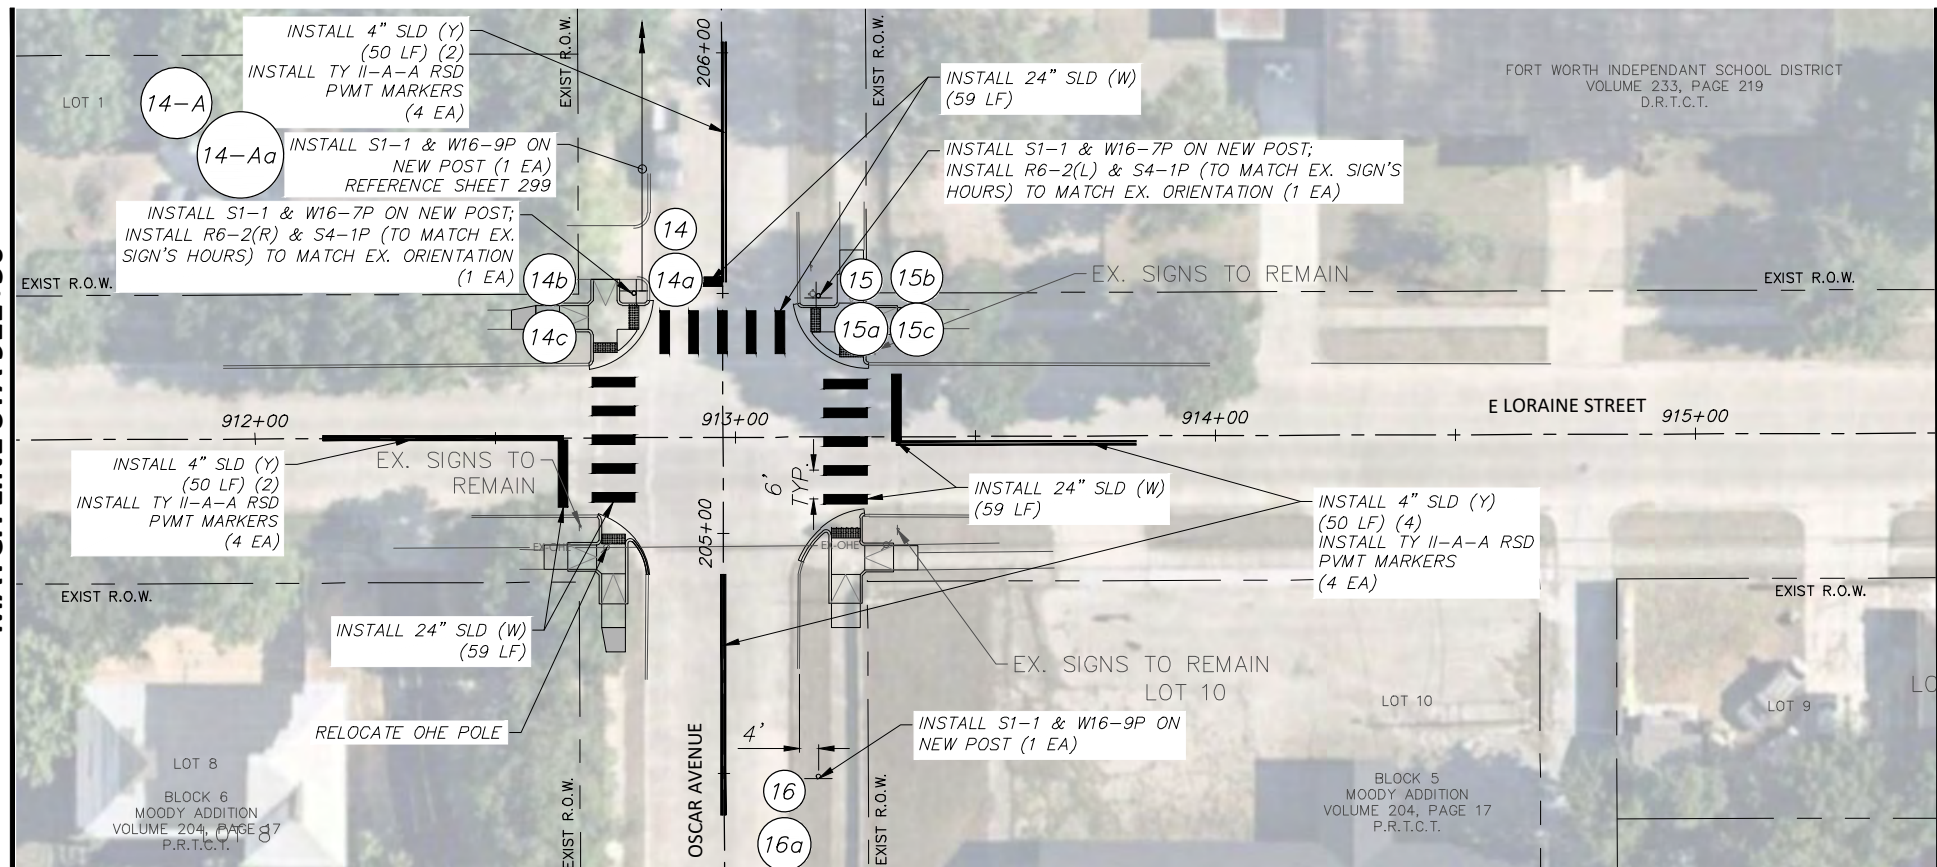 INSTALL 4" SLD (Y)
(50 LF) (2)
INSTALL TY II-A-A RSD
PVMT MARKERS
(4 EA)
EXIST R.O.W.
206+00
EXIST R.O.W.
INSTALL 24" SLD (W)
(59 LF)
FORT WORTH INDEPENDANT SCHOOL DISTRICT
VOLUME 233, PAGE 219
D.R.T.C.T.
LOT 1
14-A
14-Aa
INSTALL S1-1 & W16-9P ON
NEW POST (1 EA)
REFERENCE SHEET 299
INSTALL S1-1 & W16-7P ON NEW POST;
INSTALL R6-2(L) & S4-1P (TO MATCH EX. SIGN'S
HOURS) TO MATCH EX. ORIENTATION (1 EA)
INSTALL S1-1 & W16-7P ON NEW POST;
INSTALL R6-2(R) & S4-1P (TO MATCH EX.
SIGN'S HOURS) TO MATCH EX. ORIENTATION
(1 EA)
14
14a
14b
14c
15
15b
15a
15c
EX. SIGNS TO REMAIN
EXIST R.O.W.
EXIST R.O.W.
912+00
913+00
914+00
E LORAINE STREET
915+00
INSTALL 4" SLD (Y)
(50 LF) (2)
INSTALL TY II-A-A RSD
PVMT MARKERS
(4 EA)
EX. SIGNS TO
REMAIN
6'
TYP.
INSTALL 24" SLD (W)
(59 LF)
INSTALL 4" SLD (Y)
(50 LF) (4)
INSTALL TY II-A-A RSD
PVMT MARKERS
(4 EA)
205+00
EX-OHE
EX-OHE
EXIST R.O.W.
EXIST R.O.W.
INSTALL 24" SLD (W)
(59 LF)
EX. SIGNS TO REMAIN
LOT 10
LOT 10
LOT 9
RELOCATE OHE POLE
4'
INSTALL S1-1 & W16-9P ON
NEW POST (1 EA)
OSCAR AVENUE
16
16a
EXIST R.O.W.
EXIST R.O.W.
LOT 8
BLOCK 6
MOODY ADDITION
VOLUME 204, PAGE 17
P.R.T.C.T.
LOT 8
BLOCK 5
MOODY ADDITION
VOLUME 204, PAGE 17
P.R.T.C.T.